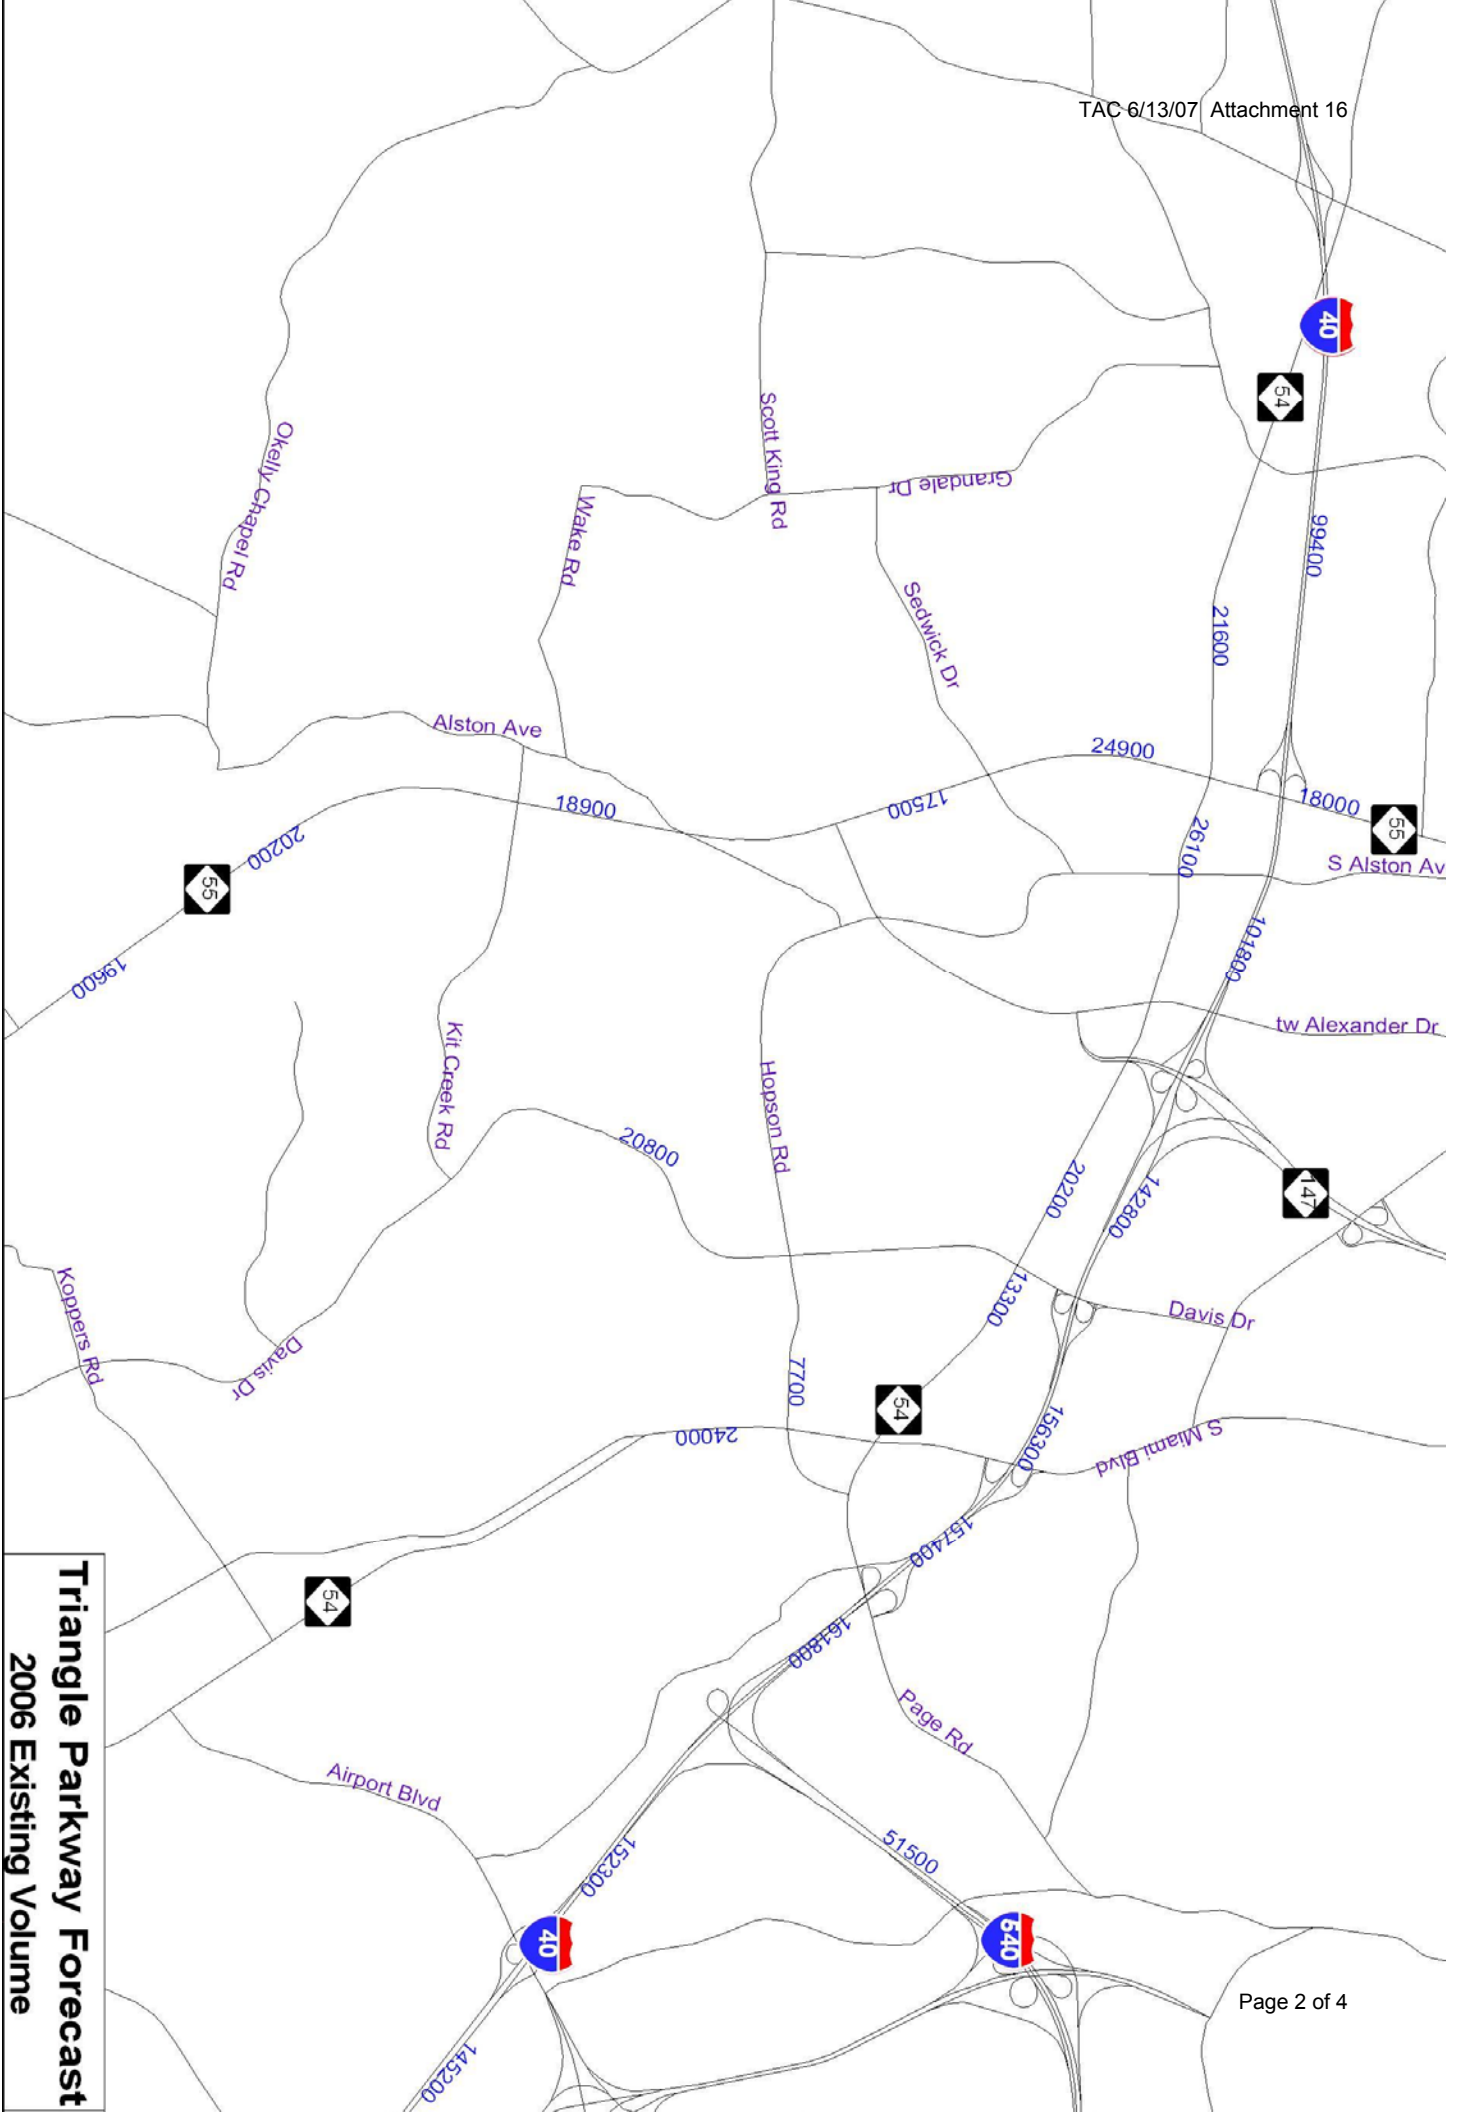 TAC 6/13/07 Attachment 16
40
54
99400
Okelly Chapel Rd
Scott King Rd
Grandale Dr
Wake Rd
Sedwick Dr
21600
Alston Ave
24900
18900
17500
18000
55
20200
26100
S Alston Av
55
19600
101800
tw Alexander Dr
Kit Creek Rd
Hopson Rd
20800
20200
142800
147
Koppers Rd
13300
Davis Dr
Davis Dr
7700
54
156300
S Miami Blvd
24000
157400
54
161800
Page Rd
Airport Blvd
152300
51500
40
540
145200
Page 2 of 4
Triangle Parkway Forecast
2006 Existing Volume